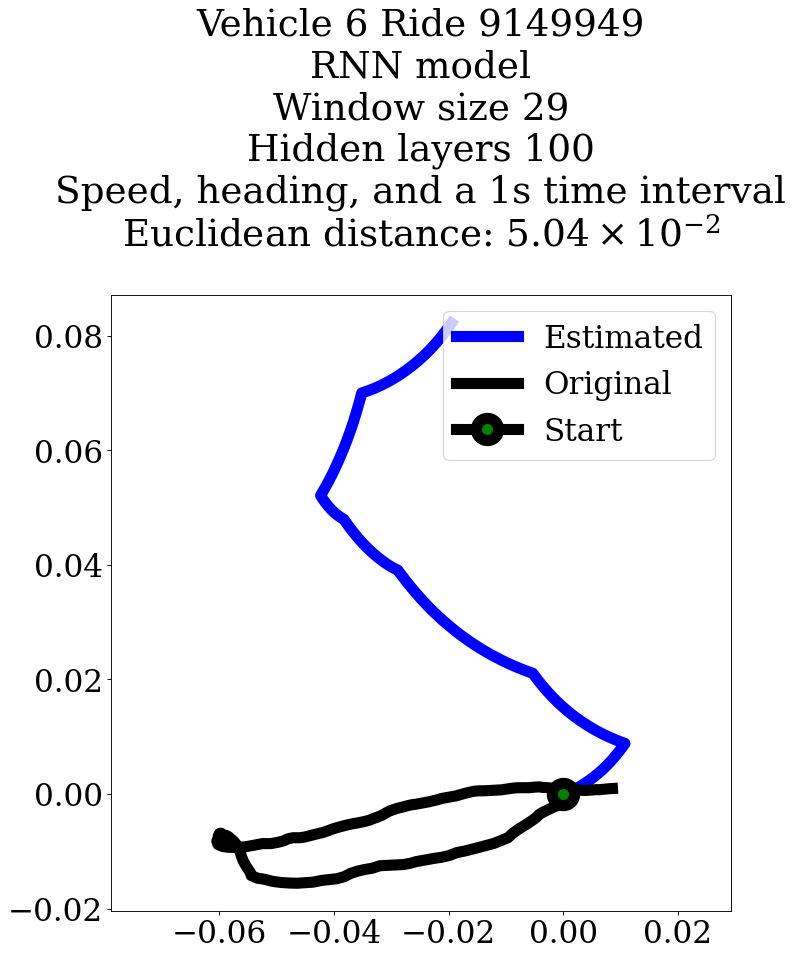 Vehicle 6 Ride 9149949
RNN model
Window size 29
Hidden layers 100
Speed, heading, and a 1s time interval
Euclidean distance: 5.04 × 10⁻²
Estimated
Original
Start
0.08
0.06
0.04
0.02
0.00
−0.02
−0.06 −0.04 −0.02 0.00 0.02